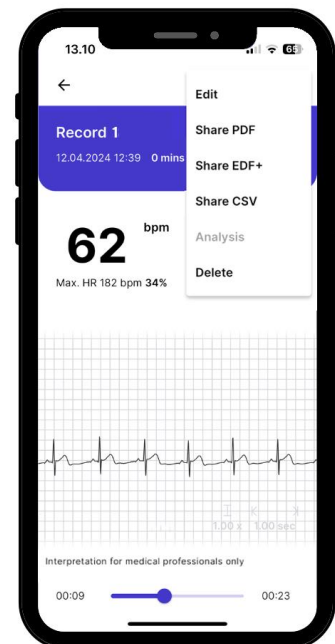 13.10
65
Edit
Record 1
Share PDF
12.04.2024 12:39 0 mins
Share EDF+
Share CSV
62 bpm
Analysis
Max. HR 182 bpm 34%
Delete
1.00 x 1.00 sec
Interpretation for medical professionals only
00:09
00:23